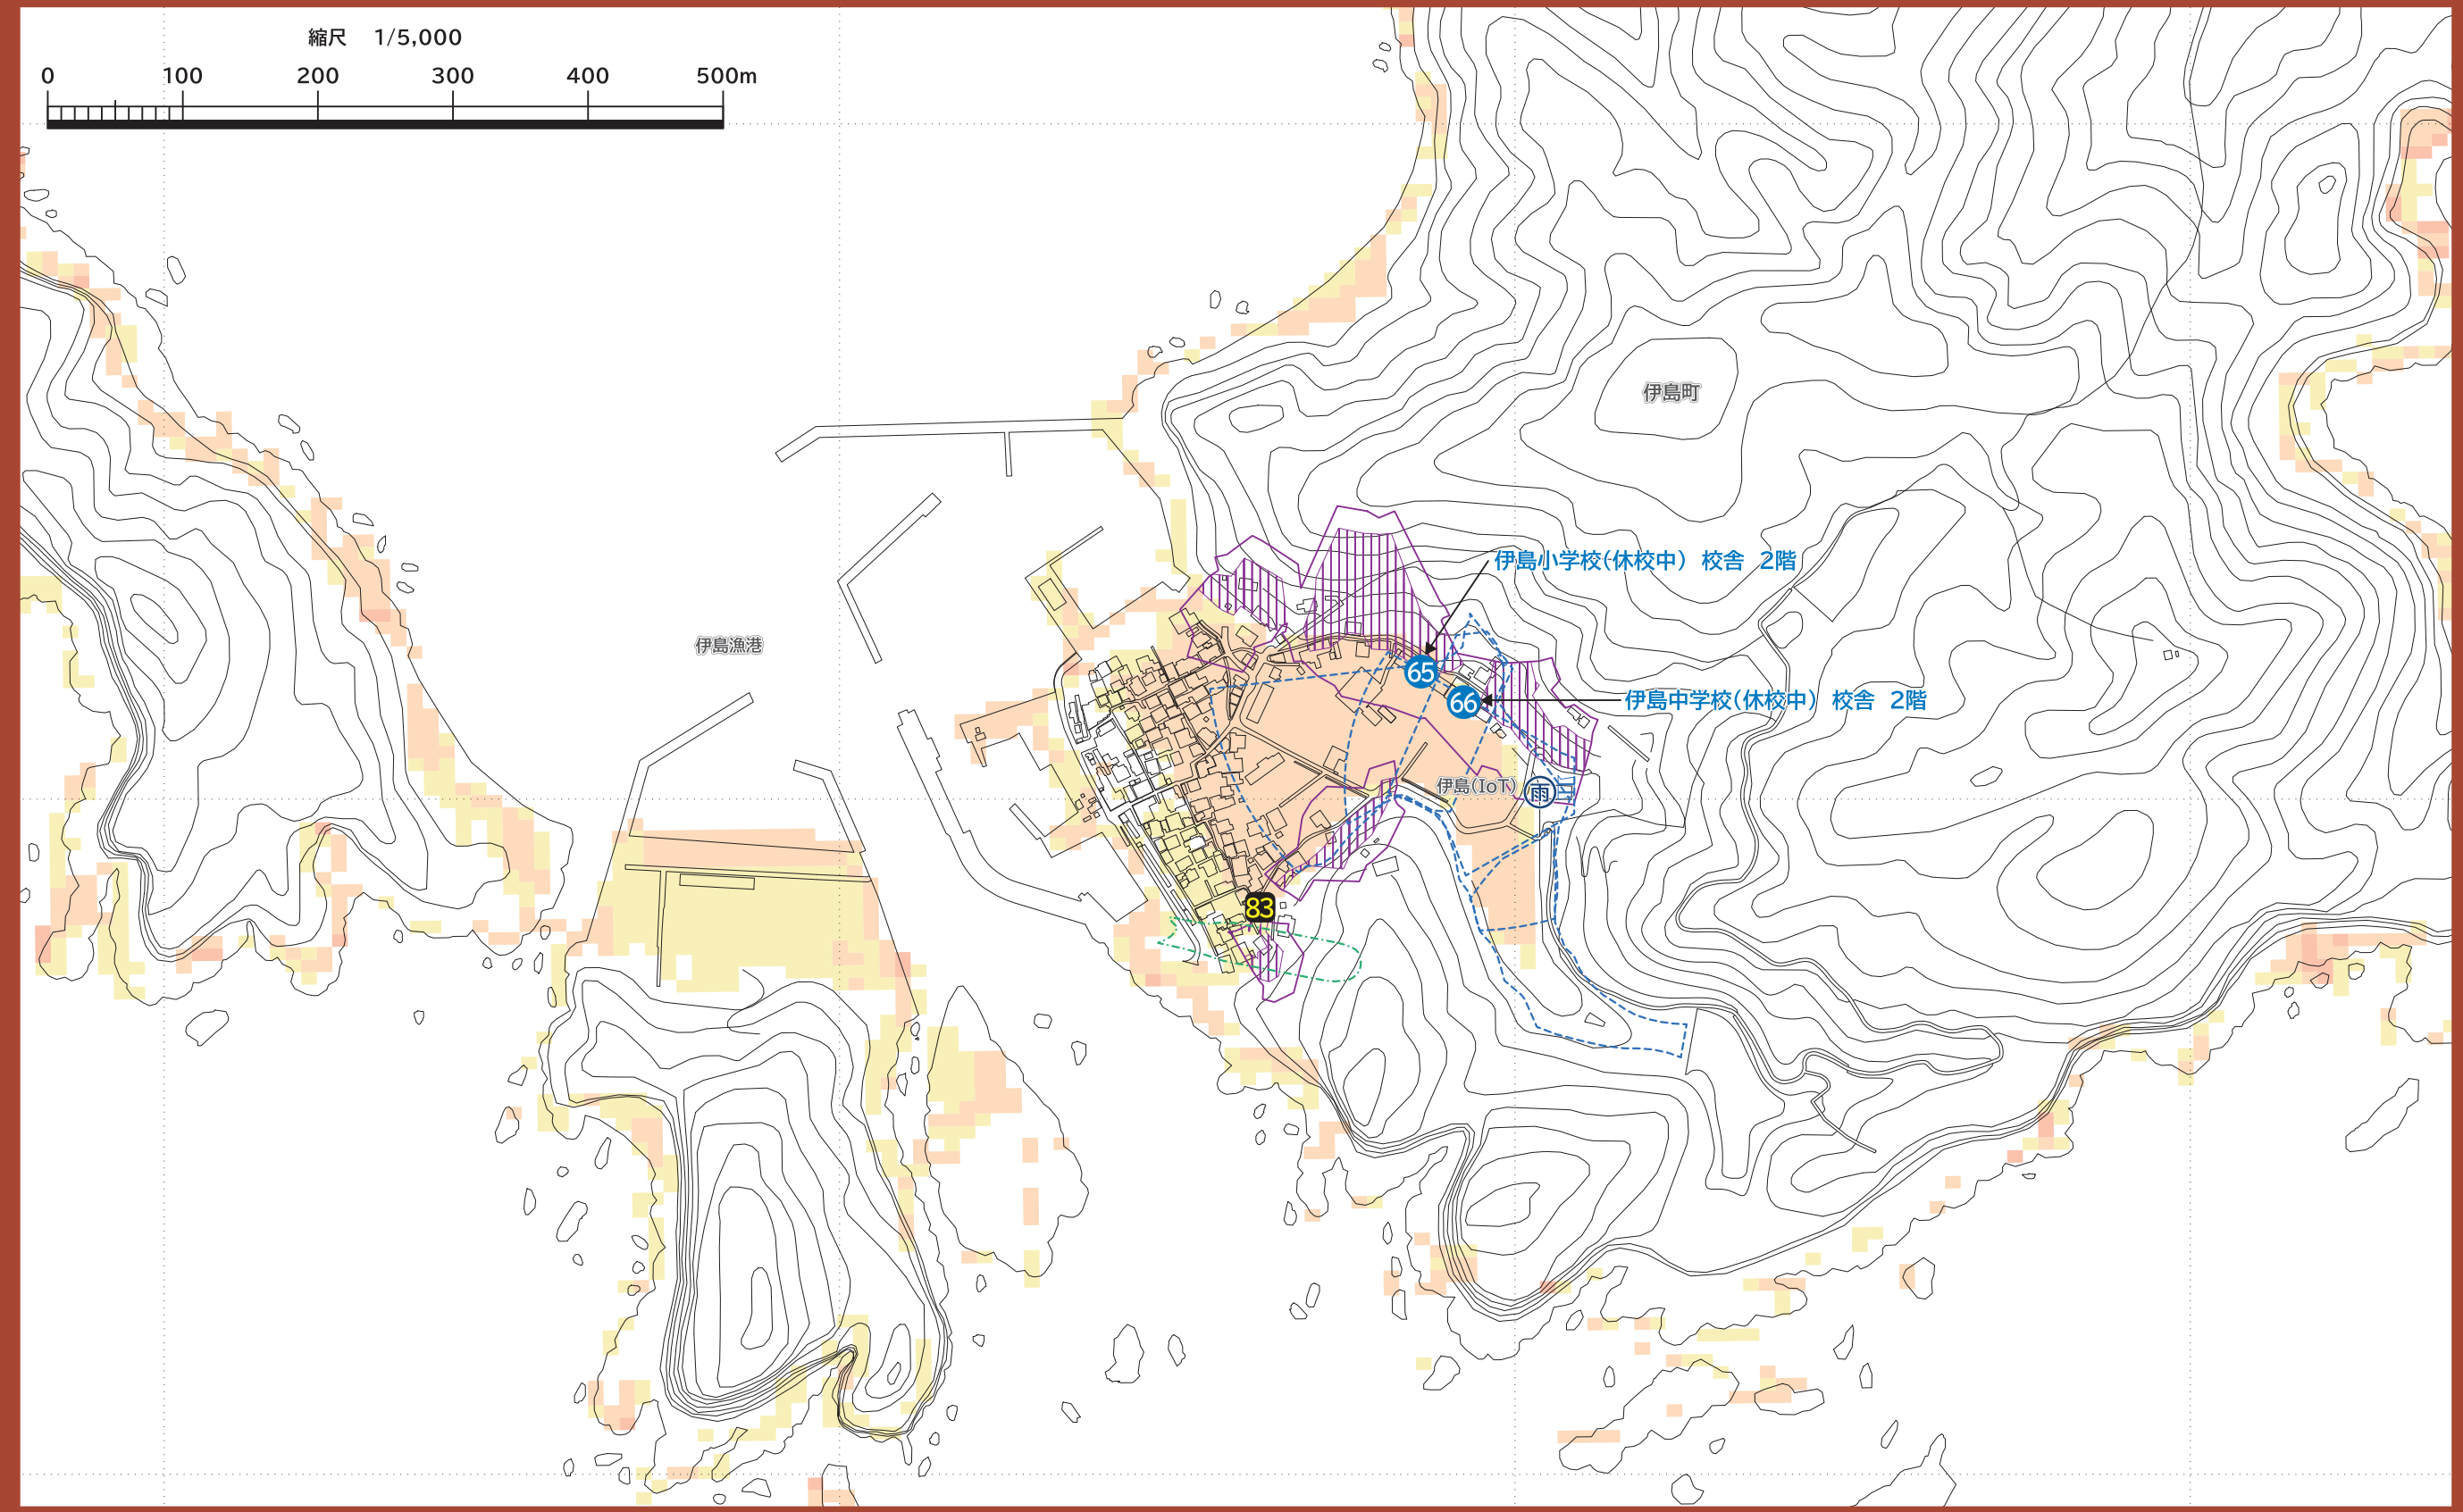 縮尺 1/5,000
0 100 200 300 400 500m
伊島町
伊島小学校(休校中) 校舎 2階
伊島漁港
65
66
伊島中学校(休校中) 校舎 2階
伊島(IoT)
雨
83